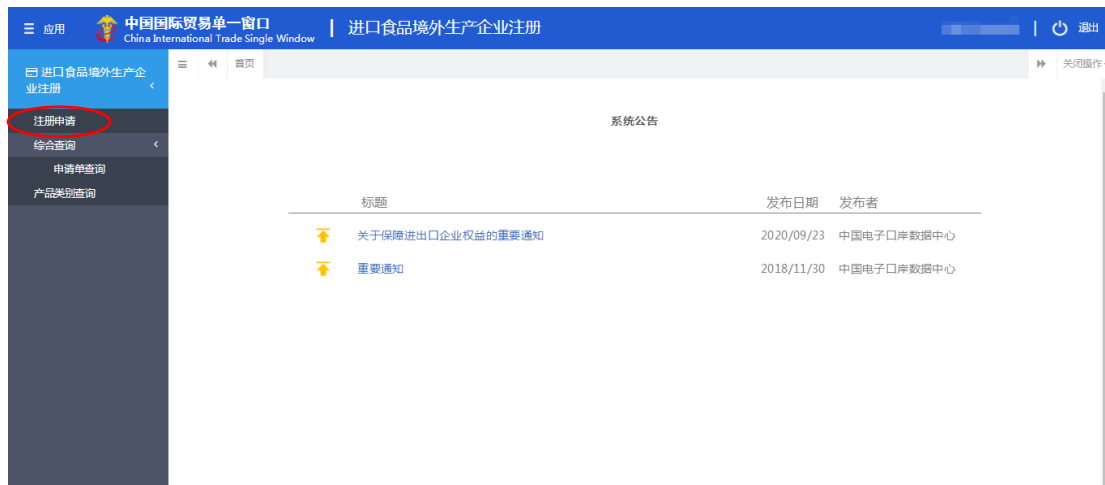 应用
中国国际贸易单一窗口
China International Trade Single Window
进口食品境外生产企业注册
退出
进口食品境外生产企
业注册
首页
关闭操作
注册申请
综合查询
申请单查询
产品类别查询
系统公告
标题 发布日期 发布者
关于保障进出口企业权益的重要通知 2020/09/23 中国电子口岸数据中心
重要通知 2018/11/30 中国电子口岸数据中心